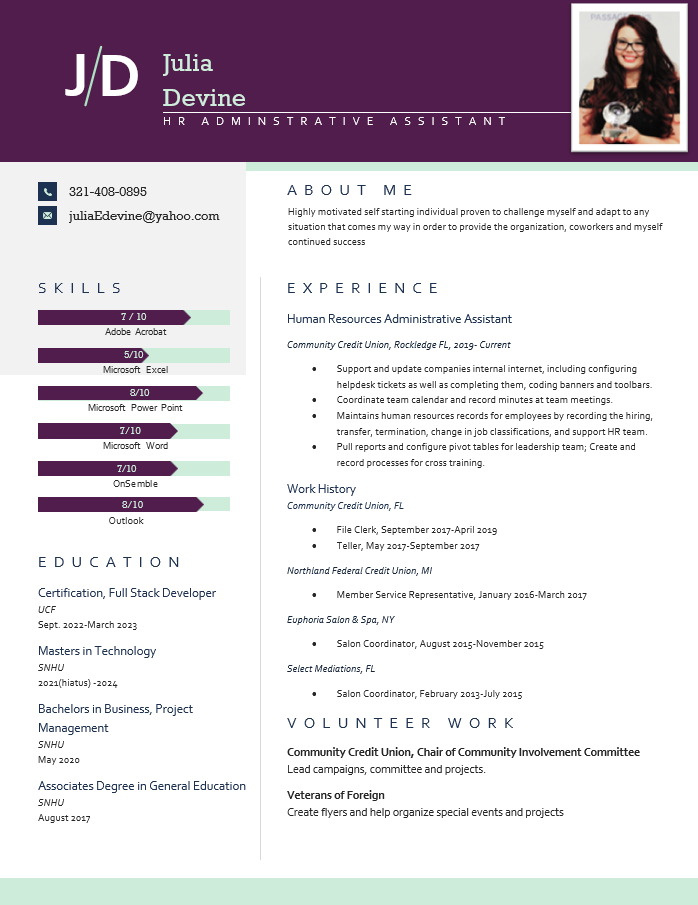 J/D
Julia
Devine
HR ADMINSTRATIVE ASSISTANT
321-408-0895
juliaEdevine@yahoo.com
SKILLS
7 / 10
Adobe Acrobat
5/10
Microsoft Excel
8/10
Microsoft Power Point
7/10
Microsoft Word
7/10
OnSemble
8/10
Outlook
EDUCATION
Certification, Full Stack Developer
UCF
Sept. 2022-March 2023
Masters in Technology
SNHU
2021(hiatus) -2024
Bachelors in Business, Project
Management
SNHU
May 2020
Associates Degree in General Education
SNHU
August 2017
ABOUT ME
Highly motivated self starting individual proven to challenge myself and adapt to any
situation that comes my way in order to provide the organization, coworkers and myself
continued success
EXPERIENCE
Human Resources Administrative Assistant
Community Credit Union, Rockledge FL, 2019- Current
• Support and update companies internal internet, including configuring
helpdesk tickets as well as completing them, coding banners and toolbars.
• Coordinate team calendar and record minutes at team meetings.
• Maintains human resources records for employees by recording the hiring,
transfer, termination, change in job classifications, and support HR team.
• Pull reports and configure pivot tables for leadership team; Create and
record processes for cross training.
Work History
Community Credit Union, FL
• File Clerk, September 2017-April 2019
• Teller, May 2017-September 2017
Northland Federal Credit Union, MI
• Member Service Representative, January 2016-March 2017
Euphoria Salon & Spa, NY
• Salon Coordinator, August 2015-November 2015
Select Mediations, FL
• Salon Coordinator, February 2013-July 2015
VOLUNTEER WORK
Community Credit Union, Chair of Community Involvement Committee
Lead campaigns, committee and projects.
Veterans of Foreign
Create flyers and help organize special events and projects